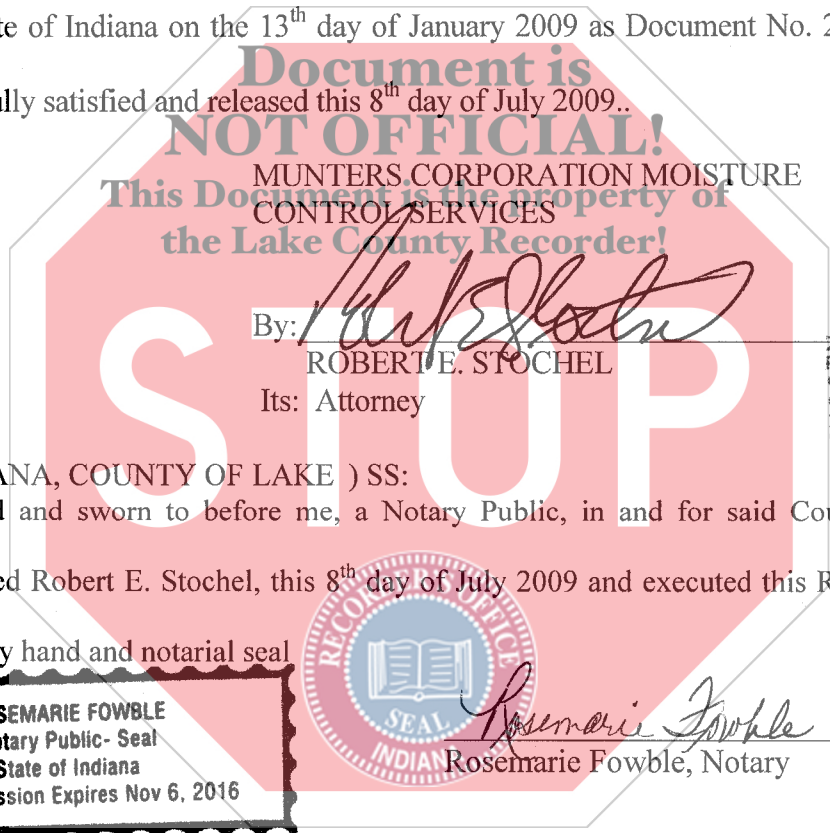 te of Indiana on the 13th day of January 2009 as Document No. 2
Document is
lly satisfied and released this 8th day of July 2009..
NOT OFFICIAL!
MUNTERS CORPORATION MOISTURE
This Document is the property of
CONTROL SERVICES
the Lake County Recorder!
STOP
By: Robert E Stochel
ROBERT E. STOCHEL
Its: Attorney
ANA, COUNTY OF LAKE ) SS:
d and sworn to before me, a Notary Public, in and for said Cou
ed Robert E. Stochel, this 8th day of July 2009 and executed this R
y hand and notarial seal
RECORDER'S OFFICE
SEAL
INDIANA
SEMARIE FOWBLE
tary Public- Seal
State of Indiana
ssion Expires Nov 6, 2016
Rosemarie Fowble
Rosemarie Fowble, Notary